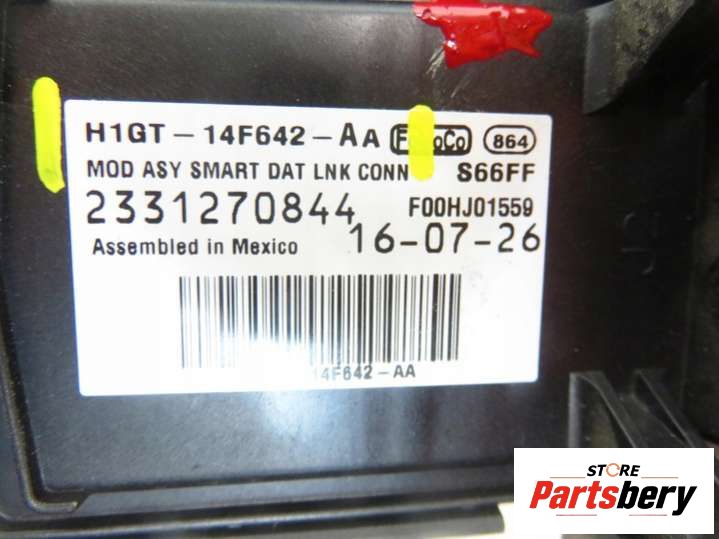 H1GT-14F642-AA FoMoCo 864
MOD ASY SMART DAT LNK CONN S66FF
2331270844 F00HJ01559
Assembled in Mexico 16-07-26
14F642-AA
STORE
Partsbery